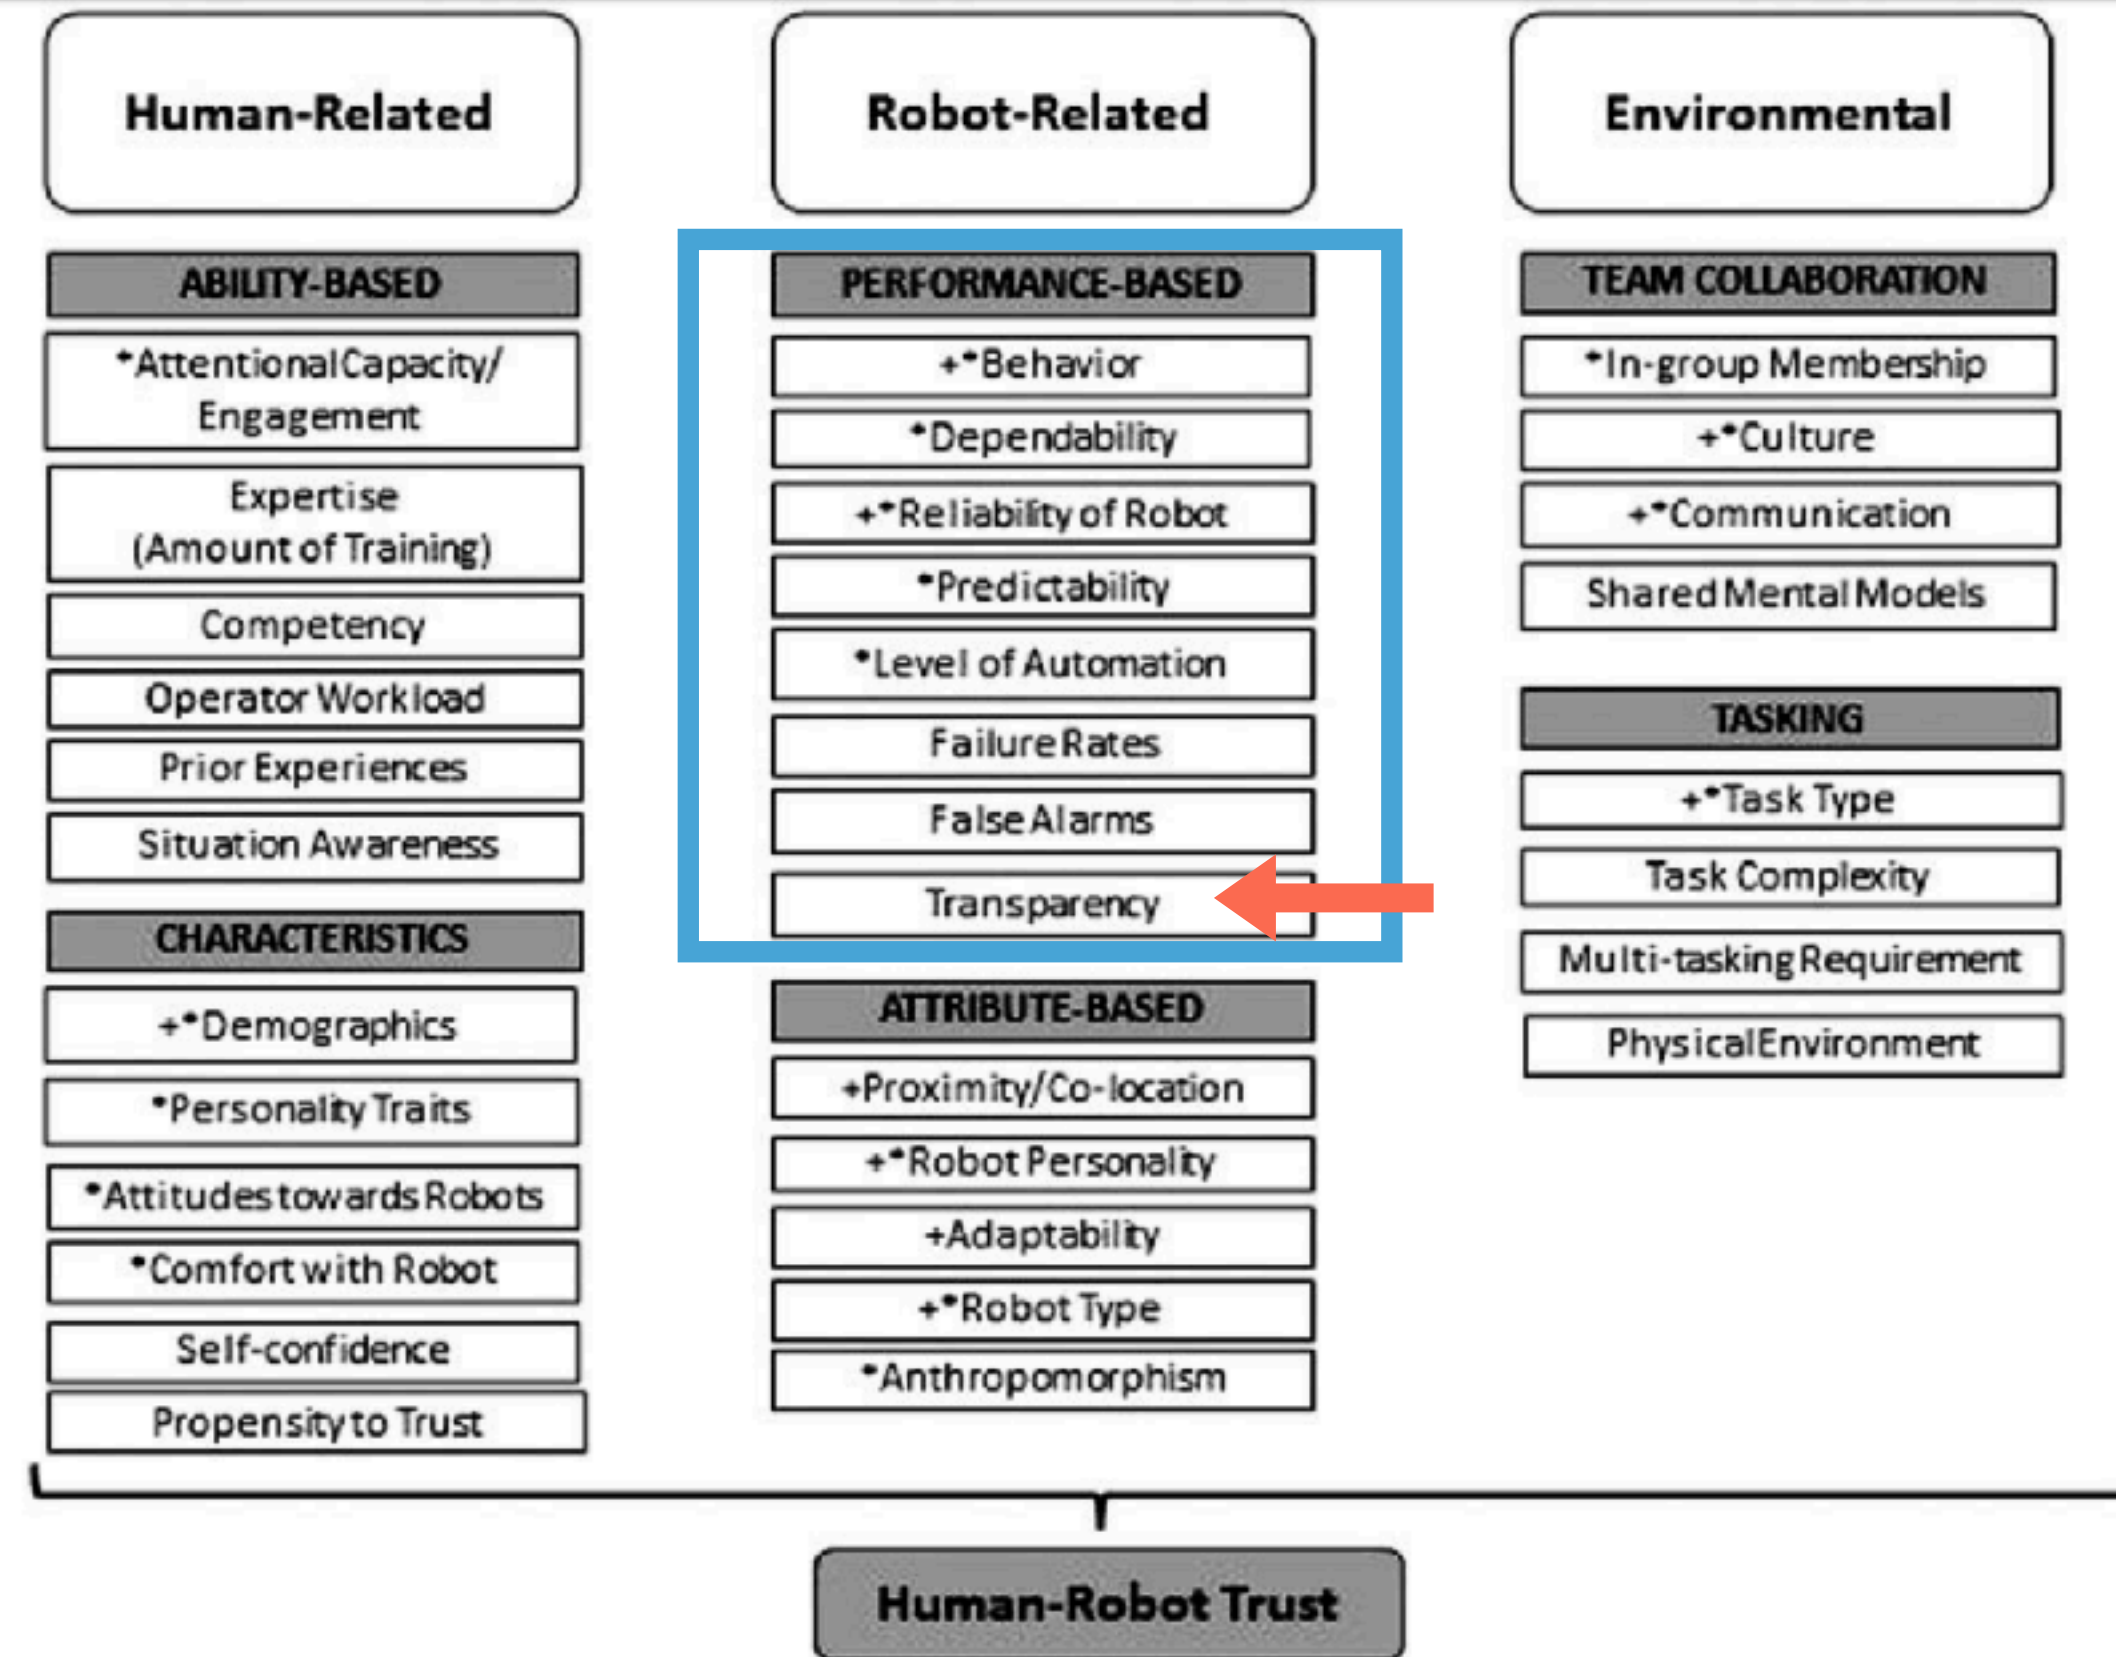 Human-Related
ABILITY-BASED
*Attentional Capacity/
Engagement
Expertise
(Amount of Training)
Competency
Operator Workload
Prior Experiences
Situation Awareness
CHARACTERISTICS
+*Demographics
*Personality Traits
*Attitudes towards Robots
*Comfort with Robot
Self-confidence
Propensity to Trust
Robot-Related
PERFORMANCE-BASED
+*Behavior
*Dependability
+*Reliability of Robot
*Predictability
*Level of Automation
Failure Rates
False Alarms
Transparency
ATTRIBUTE-BASED
+Proximity/Co-location
+*Robot Personality
+Adaptability
+*Robot Type
*Anthropomorphism
Environmental
TEAM COLLABORATION
*In-group Membership
+*Culture
+*Communication
Shared Mental Models
TASKING
+*Task Type
Task Complexity
Multi-tasking Requirement
Physical Environment
Human-Robot Trust